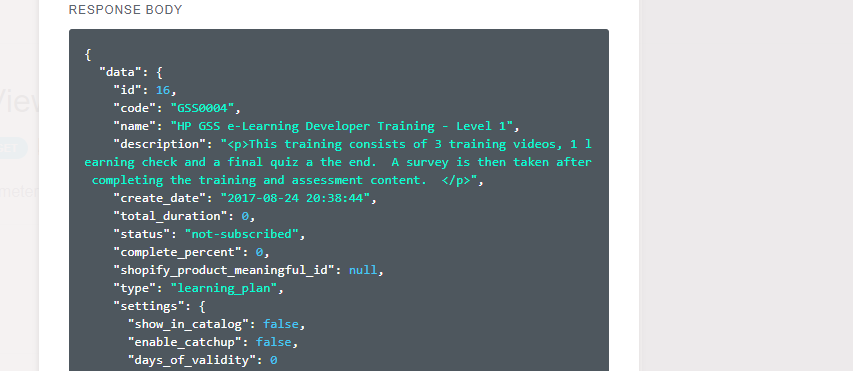 RESPONSE BODY
{
"data": {
"id": 16,
"code": "GSS0004",
"name": "HP GSS e-Learning Developer Training - Level 1",
"description": "<p>This training consists of 3 training videos, 1 l
earning check and a final quiz a the end.  A survey is then taken after
completing the training and assessment content.  </p>",
"create_date": "2017-08-24 20:38:44",
"total_duration": 0,
"status": "not-subscribed",
"complete_percent": 0,
"shopify_product_meaningful_id": null,
"type": "learning_plan",
"settings": {
"show_in_catalog": false,
"enable_catchup": false,
"days_of_validity": 0